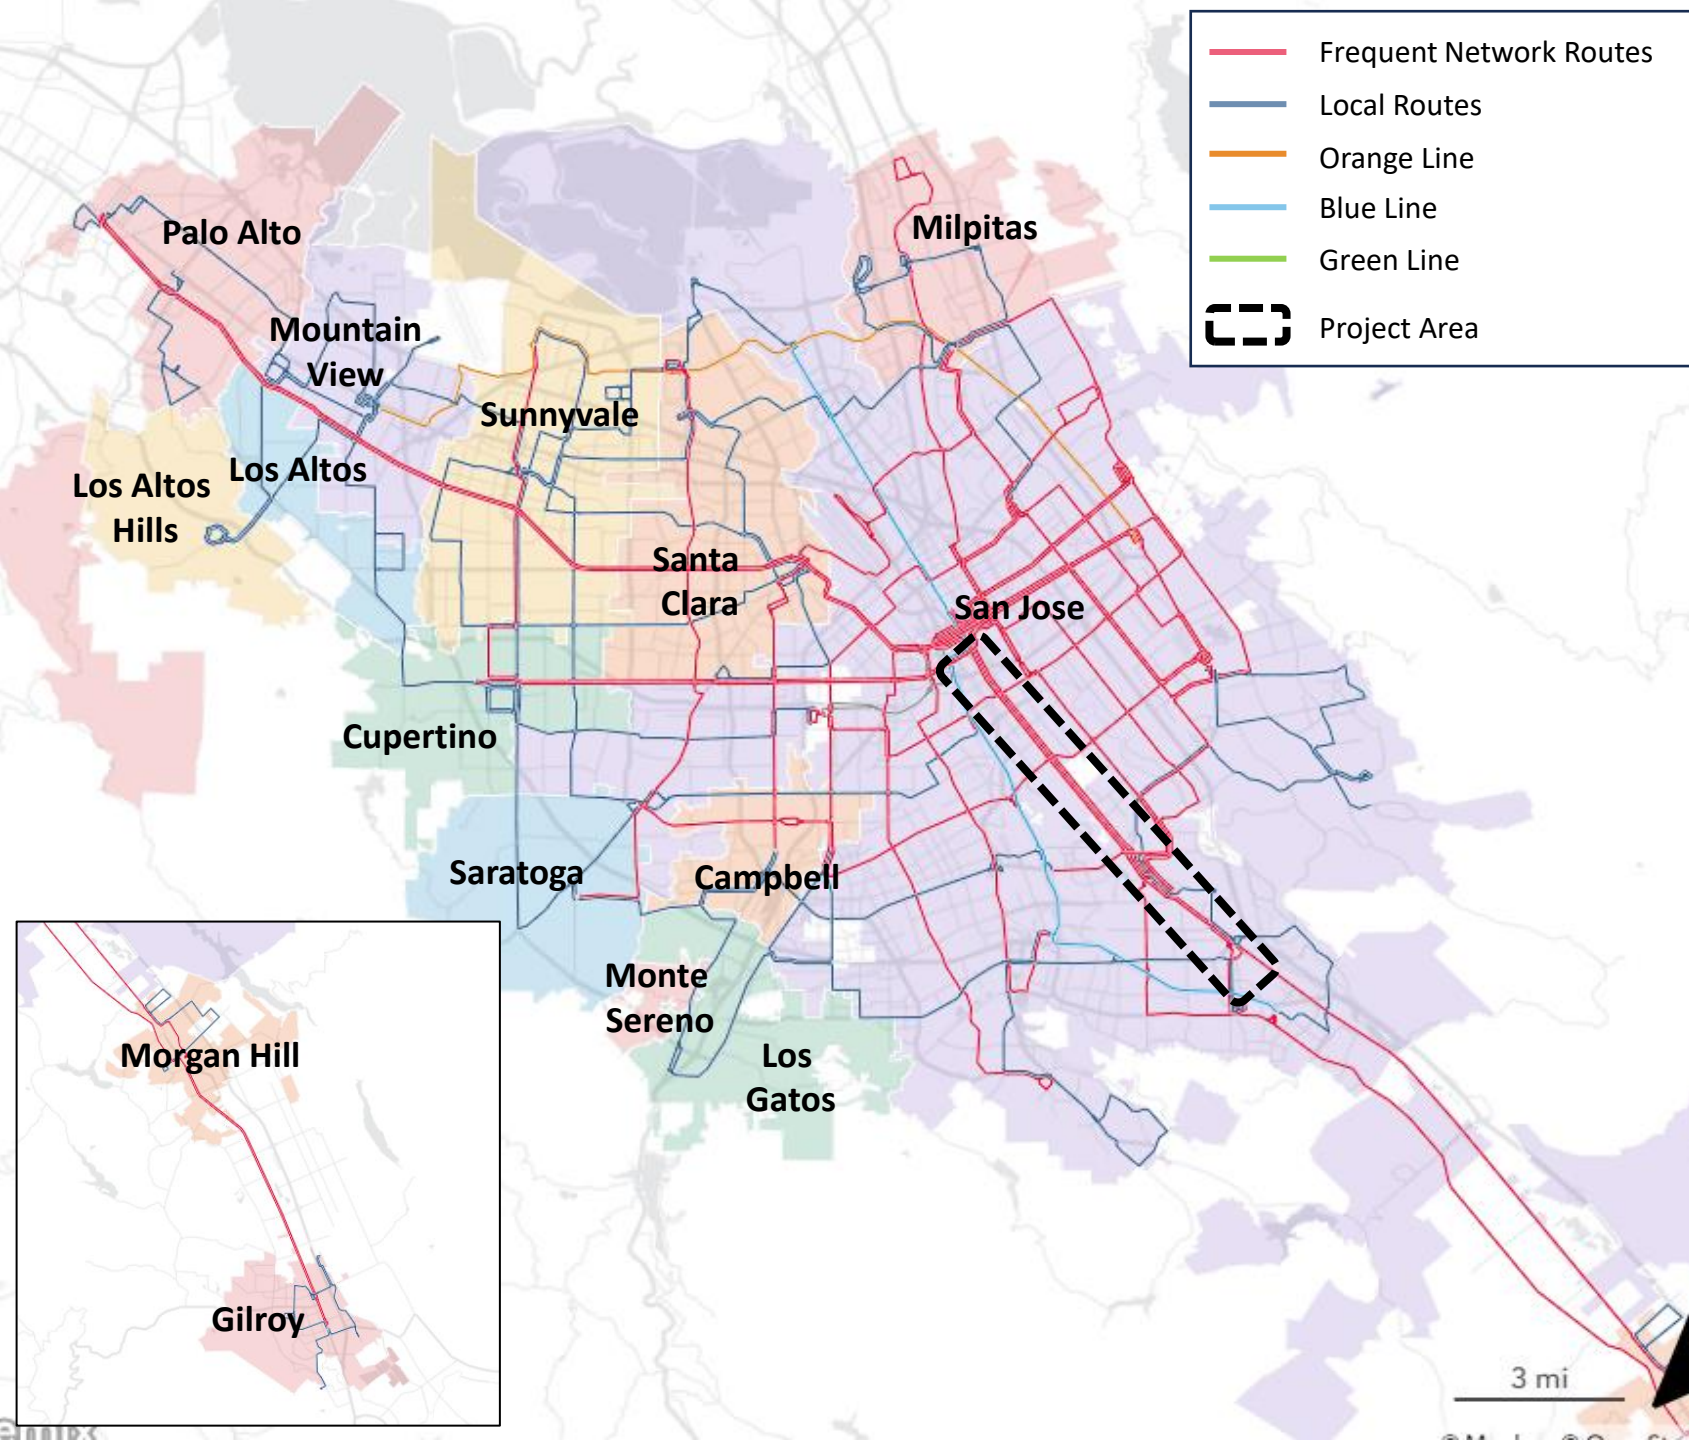 Frequent Network Routes
Local Routes
Orange Line
Blue Line
Green Line
Project Area
Milpitas
Palo Alto
Mountain
View
Sunnyvale
Los Altos
Los Altos
Hills
Santa
Clara
San Jose
Cupertino
Saratoga
Campbell
Monte
Sereno
Los
Gatos
Morgan Hill
Gilroy
3 mi